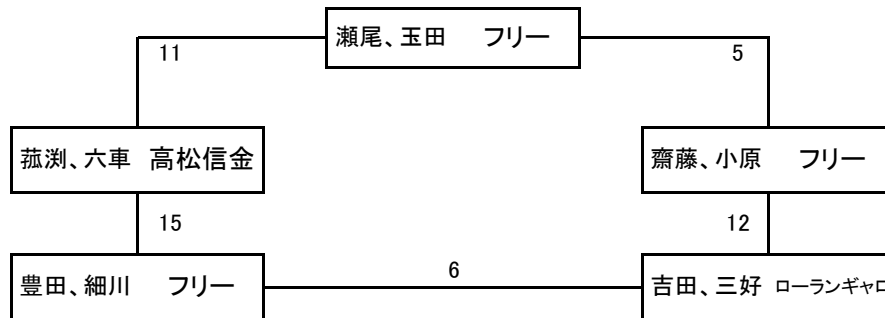 瀬尾、玉田 フリー
11
5
菰渕、六車 高松信金
齋藤、小原 フリー
15
12
豊田、細川 フリー
6
吉田、三好 ローランギャロ